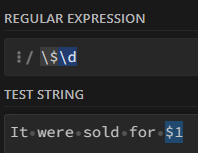 REGULAR EXPRESSION
⋮/ \$\d
TEST STRING
It were sold for $1